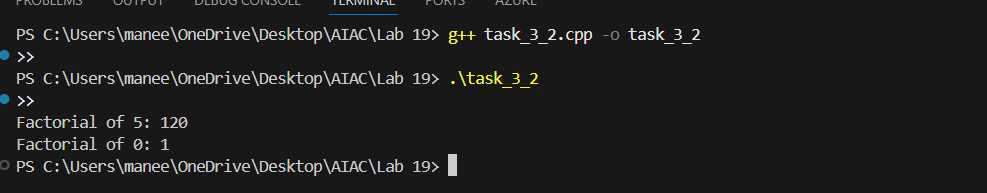 PROBLEMS OUTPUT DEBUG CONSOLE TERMINAL PORTS AZURE
PS C:\Users\manee\OneDrive\Desktop\AIAC\Lab 19> g++ task_3_2.cpp -o task_3_2
>>
PS C:\Users\manee\OneDrive\Desktop\AIAC\Lab 19> .\task_3_2
>>
Factorial of 5: 120
Factorial of 0: 1
PS C:\Users\manee\OneDrive\Desktop\AIAC\Lab 19>